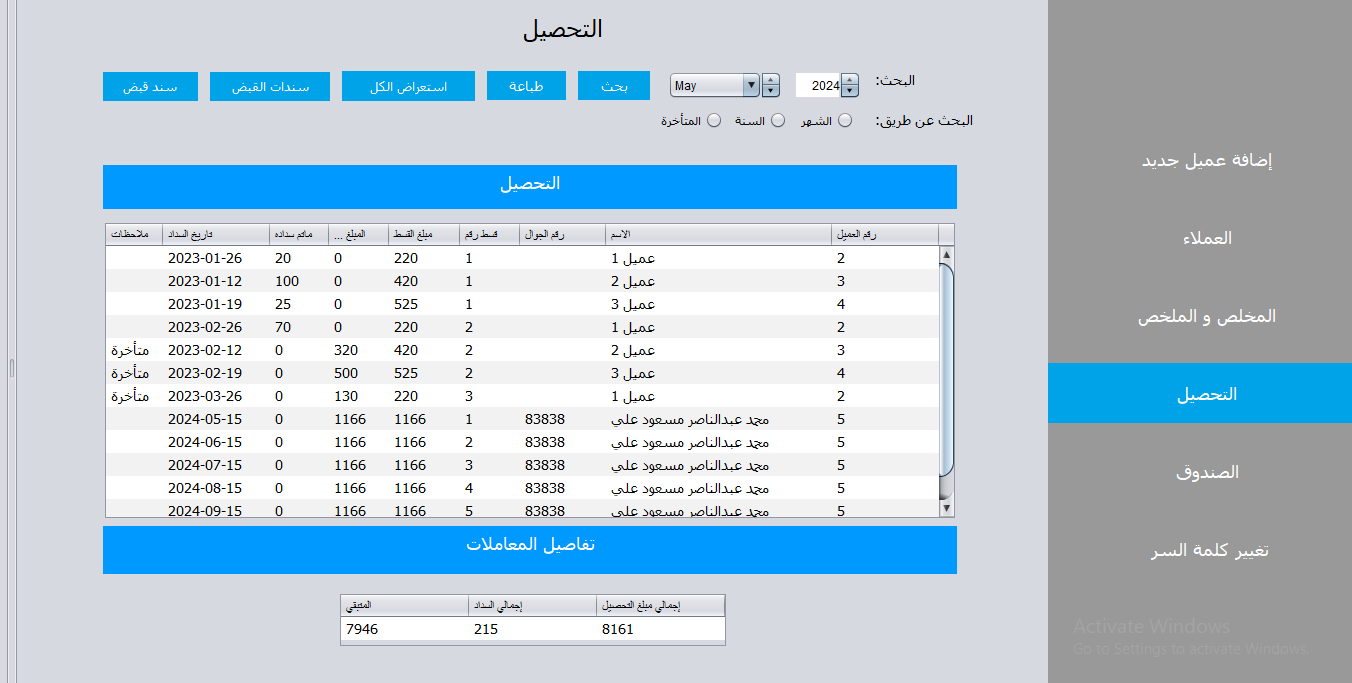 التحصيل
البحث: 2024 May بحث طباعة استعراض الكل سندات القبض سند قبض
البحث عن طريق: الشهر السنة المتأخرة
التحصيل
رقم العميل الاسم رقم الجوال قسط رقم مبلغ القسط المبلغ ... ماتم سداده تاريخ السداد ملاحظات
2 عميل 1 1 220 0 20 2023-01-26
3 عميل 2 1 420 0 100 2023-01-12
4 عميل 3 1 525 0 25 2023-01-19
2 عميل 1 2 220 0 70 2023-02-26
3 عميل 2 2 420 320 0 2023-02-12 متأخرة
4 عميل 3 2 525 500 0 2023-02-19 متأخرة
2 عميل 1 3 220 130 0 2023-03-26 متأخرة
5 محمد عبدالناصر مسعود علي 83838 1 1166 1166 0 2024-05-15
5 محمد عبدالناصر مسعود علي 83838 2 1166 1166 0 2024-06-15
5 محمد عبدالناصر مسعود علي 83838 3 1166 1166 0 2024-07-15
5 محمد عبدالناصر مسعود علي 83838 4 1166 1166 0 2024-08-15
5 محمد عبدالناصر مسعود علي 83838 5 1166 1166 0 2024-09-15
تفاصيل المعاملات
إجمالي مبلغ التحصيل إجمالي السداد المتبقي
8161 215 7946
إضافة عميل جديد
العملاء
المخلص و الملخص
التحصيل
الصندوق
تغيير كلمة السر
Activate Windows
Go to Settings to activate Windows.